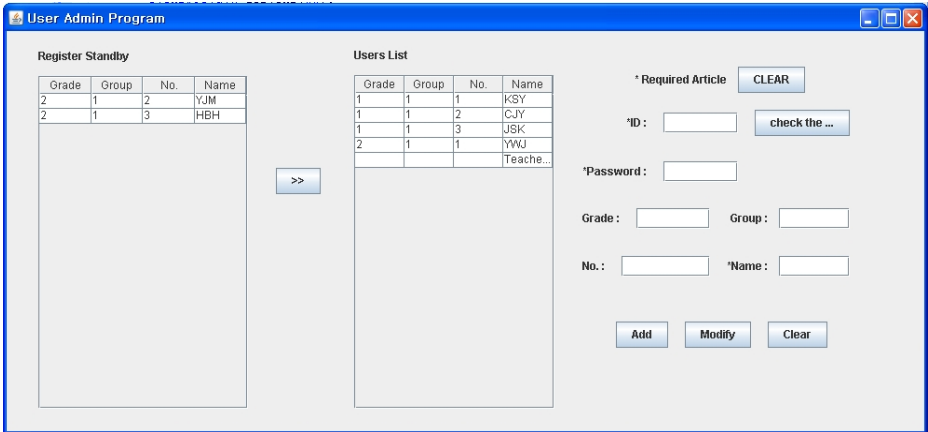 User Admin Program
Register Standby
Grade Group No. Name
2 1 2 YJM
2 1 3 HBH
>>
Users List
Grade Group No. Name
1 1 1 KSY
1 1 2 CJY
1 1 3 JSK
2 1 1 YWJ
Teache...
* Required Article CLEAR
*ID : check the ...
*Password :
Grade : Group :
No. : *Name :
Add Modify Clear